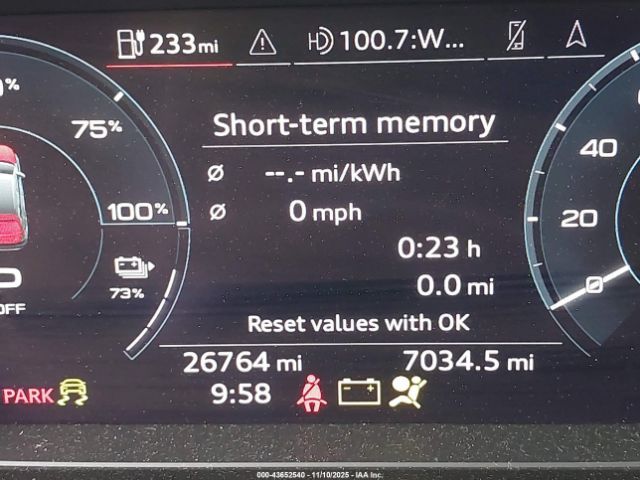 233mi
HD 100.7:W...
%
75%
Short-term memory
ø --.- mi/kWh
100%
ø 0 mph
40
20
0
0:23 h
73%
0.0 mi
OFF
Reset values with OK
26764 mi 7034.5 mi
PARK 9:58
000-43652540 - 11/10/2025 - IAA Inc.